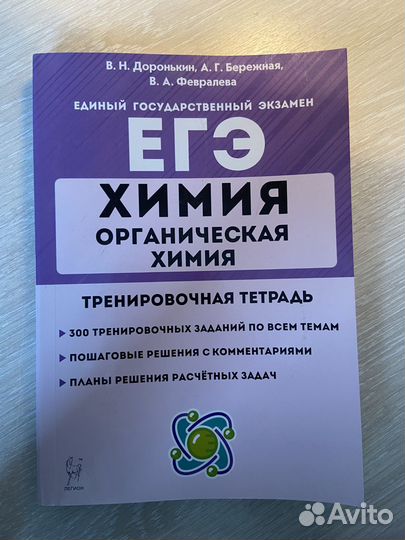 В. Н. Доронькин, А. Г. Бережная,
В. А. Февралева
ЕДИНЫЙ ГОСУДАРСТВЕННЫЙ ЭКЗАМЕН
ЕГЭ
ХИМИЯ
ОРГАНИЧЕСКАЯ
ХИМИЯ
ТРЕНИРОВОЧНАЯ ТЕТРАДЬ
300 ТРЕНИРОВОЧНЫХ ЗАДАНИЙ ПО ВСЕМ ТЕМАМ
ПОШАГОВЫЕ РЕШЕНИЯ С КОММЕНТАРИЯМИ
ПЛАНЫ РЕШЕНИЯ РАСЧЁТНЫХ ЗАДАЧ
ЛЕГИОН
Avito